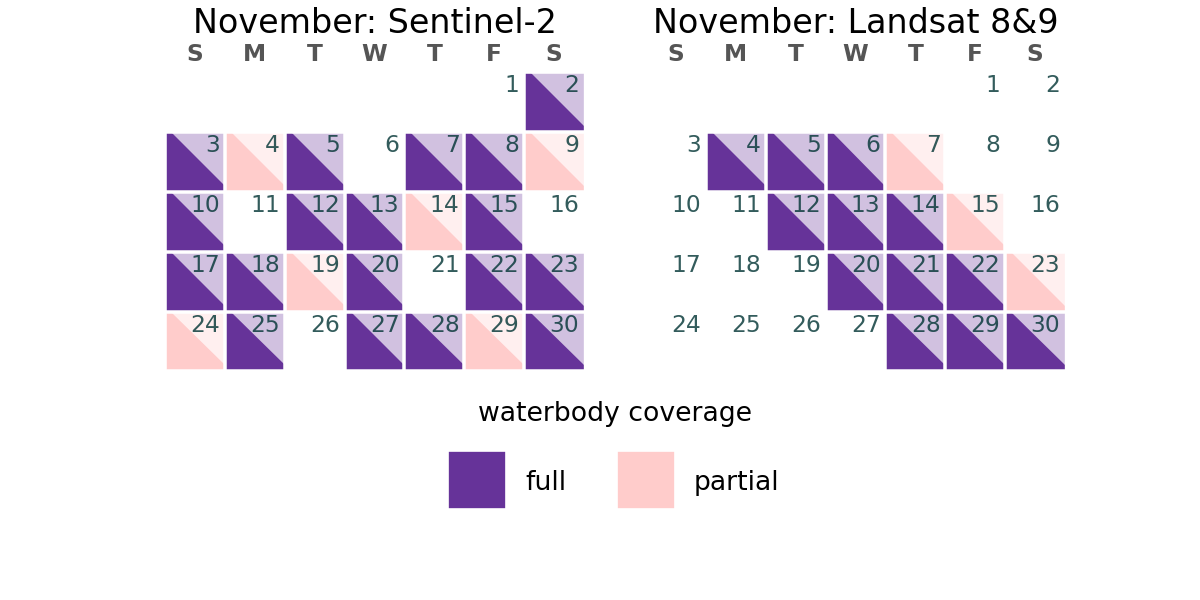 November: Sentinel-2
S M T W T F S
1 2
3 4 5 6 7 8 9
10 11 12 13 14 15 16
17 18 19 20 21 22 23
24 25 26 27 28 29 30
November: Landsat 8&9
S M T W T F S
1 2
3 4 5 6 7 8 9
10 11 12 13 14 15 16
17 18 19 20 21 22 23
24 25 26 27 28 29 30
waterbody coverage
full partial